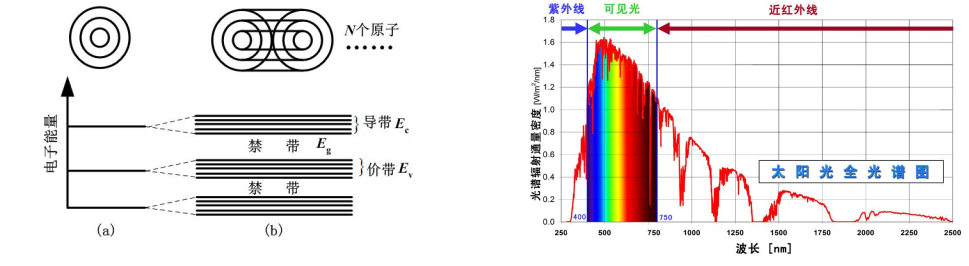 N个原子
……
电子能量
导带 Ec
禁 带 Eg
价带 Ev
禁 带
(a)
(b)
紫外线
可见光
近红外线
光谱辐射通量密度 [W/m²/nm]
1.8
1.6
1.4
1.2
1.0
0.8
0.6
0.4
0.2
0.0
太阳光全光谱图
400
750
250
500
750
1000
1250
1500
1750
2000
2250
2500
波长 [nm]